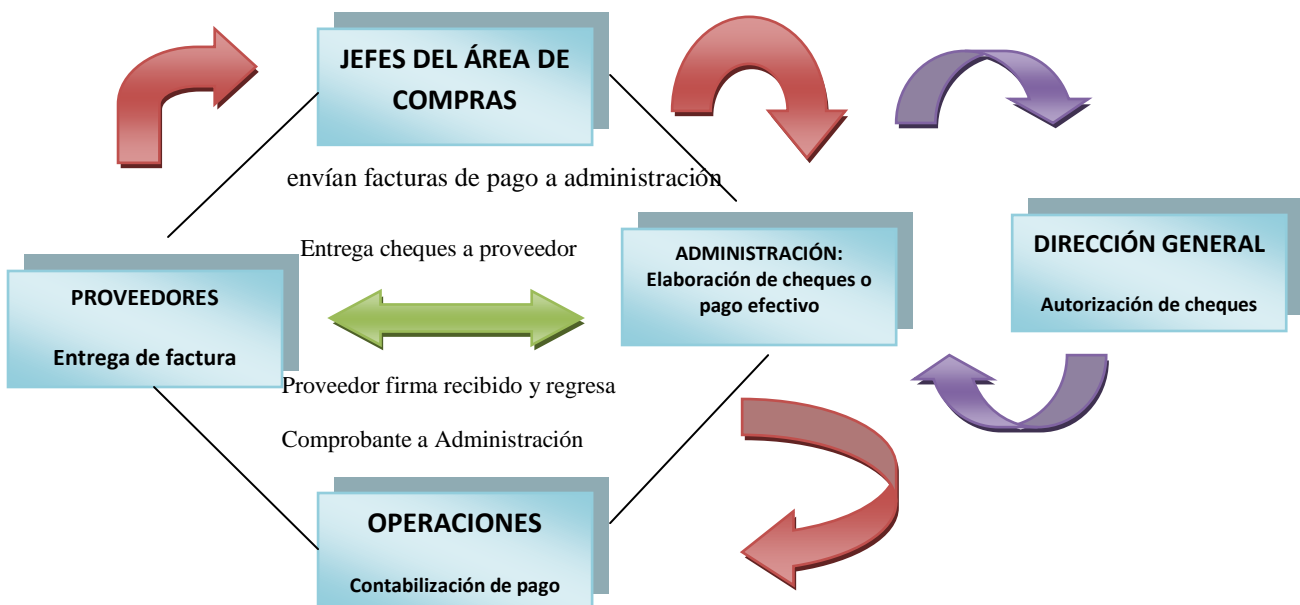 JEFES DEL ÁREA DE
COMPRAS
envían facturas de pago a administración
Entrega cheques a proveedor
PROVEEDORES
Entrega de factura
ADMINISTRACIÓN:
Elaboración de cheques o
pago efectivo
DIRECCIÓN GENERAL
Autorización de cheques
Proveedor firma recibido y regresa
Comprobante a Administración
OPERACIONES
Contabilización de pago